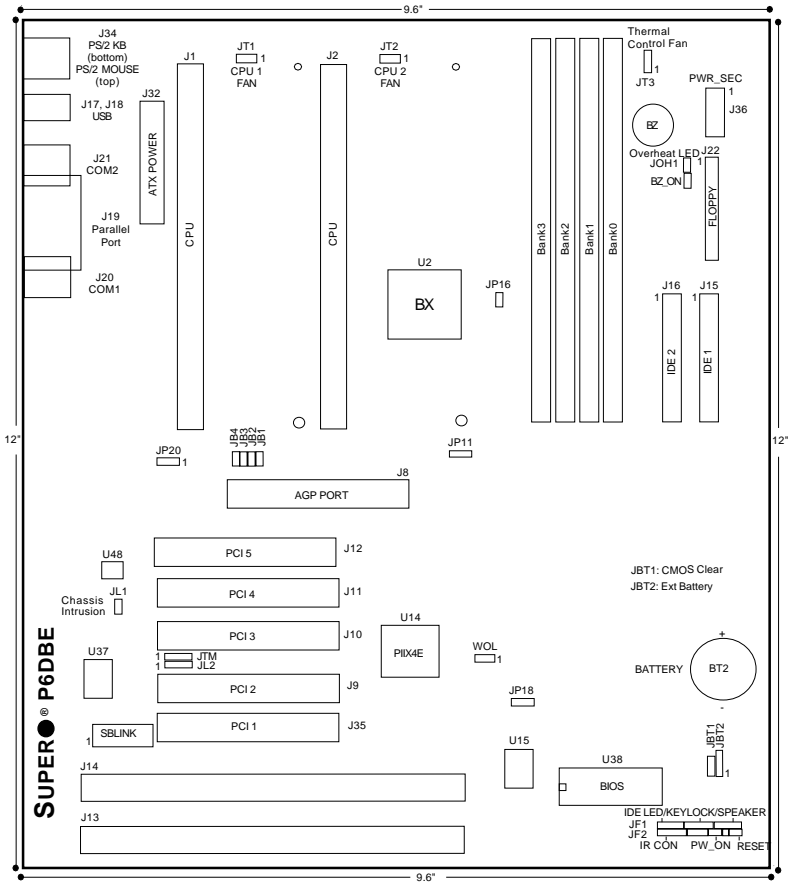 9.6"
J34
PS/2 KB
(bottom)
PS/2 MOUSE
(top)
J17, J18
USB
J21
COM2
J19
Parallel
Port
J20
COM1
J32
ATX POWER
J1
CPU
JT1
1
CPU 1
FAN
J2
CPU
JT2
1
CPU 2
FAN
Thermal
Control Fan
1
JT3
PWR_SEC
1
J36
BZ
Overheat LED
JOH1
BZ_ON
J22
1
FLOPPY
Bank3
Bank2
Bank1
Bank0
U2
BX
JP16
J16
1
IDE 2
J15
1
IDE 1
12"
12"
JP20
1
JB4
JB3
JB2
JB1
JP11
J8
AGP PORT
PCI 5
J12
U48
PCI 4
J11
JL1
Chassis
Intrusion
PCI 3
J10
1
JTM
1
JL2
U37
PCI 2
J9
PCI 1
J35
SBLINK
1
U14
PIIX4E
WOL
1
JP18
JBT1: CMOS Clear
JBT2: Ext Battery
+
BATTERY
BT2
-
JBT1
JBT2
1
U15
U38
BIOS
J14
J13
IDE LED/KEYLOCK/SPEAKER
JF1
JF2
IR CON
PW_ON
RESET
SUPER® P6DBE
9.6"